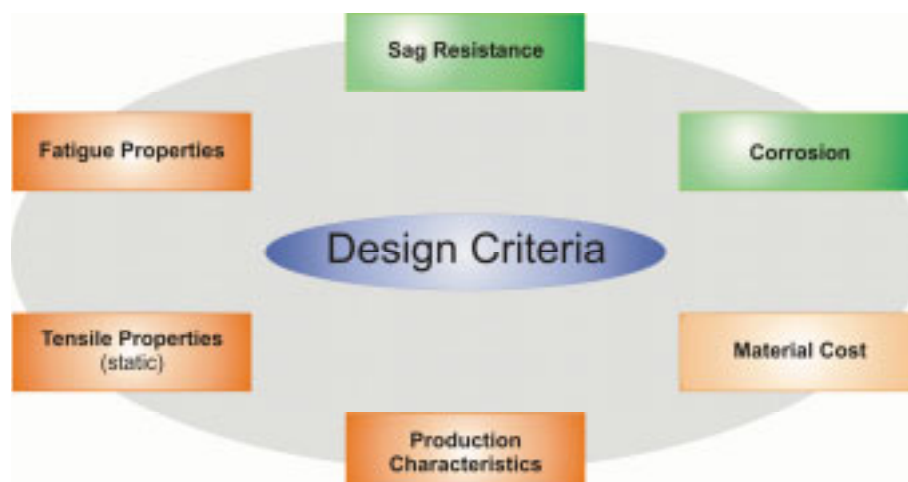 Sag Resistance
Fatigue Properties
Corrosion
Design Criteria
Tensile Properties
(static)
Material Cost
Production
Characteristics